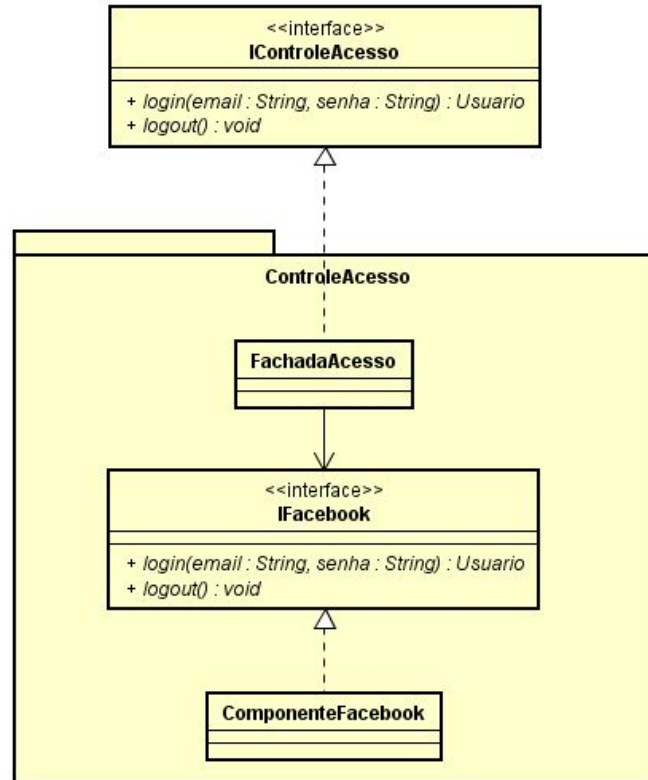 <<interface>>
IControleAcesso
+ login(email : String, senha : String) : Usuario
+ logout() : void
ControleAcesso
FachadaAcesso
<<interface>>
IFacebook
+ login(email : String, senha : String) : Usuario
+ logout() : void
ComponenteFacebook